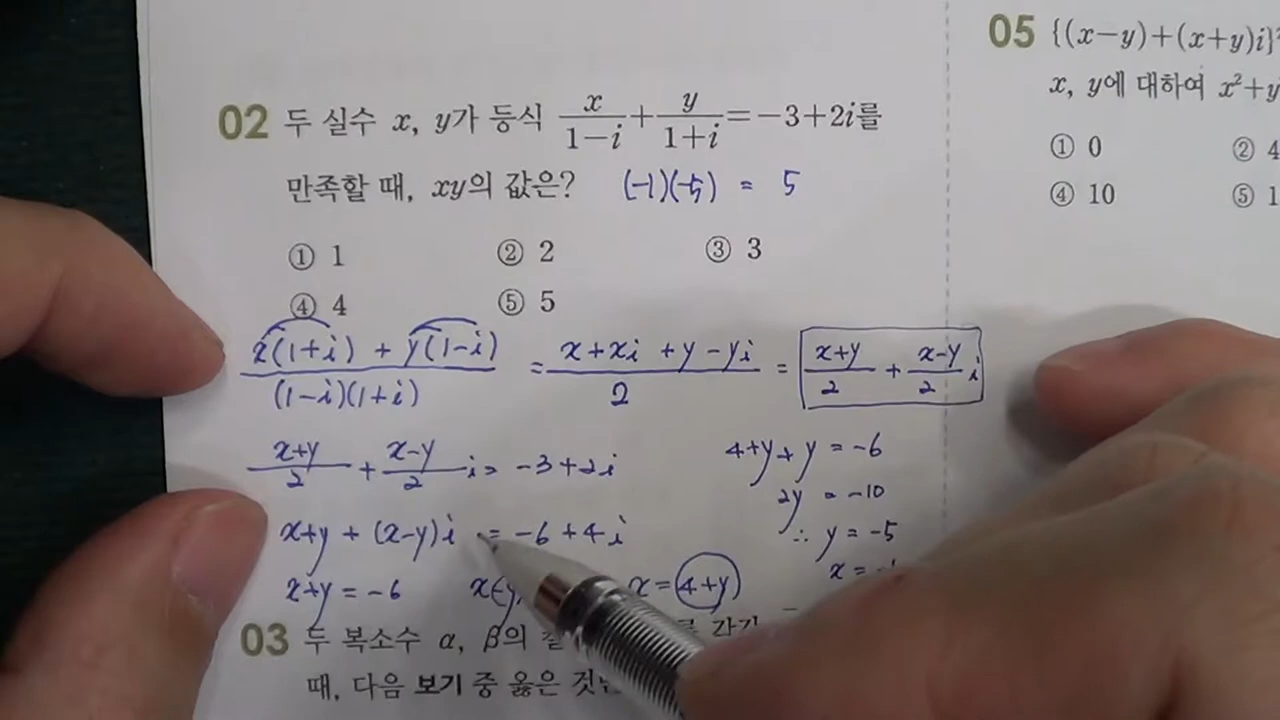 02 두 실수 x, y가 등식 x/(1-i) + y/(1+i) = -3+2i를
만족할 때, xy의 값은? (-1)(-5) = 5
① 1 ② 2 ③ 3
④ 4 ⑤ 5
(x(1+i) + y(1-i))/((1-i)(1+i)) = (x+xi+y-yi)/2 = (x+y)/2 + (x-y)/2 i
(x+y)/2 + (x-y)/2 i = -3+2i
x+y + (x-y)i = -6+4i
x+y = -6 x-y x = 4+y
4+y+y = -6
2y = -10
∴ y = -5
x =
03 두 복소수 α, β의
때, 다음 보기 중 옳은 것
05 {(x-y)+(x+y)i}
x, y에 대하여 x²+y
① 0 ② 4
④ 10 ⑤ 1